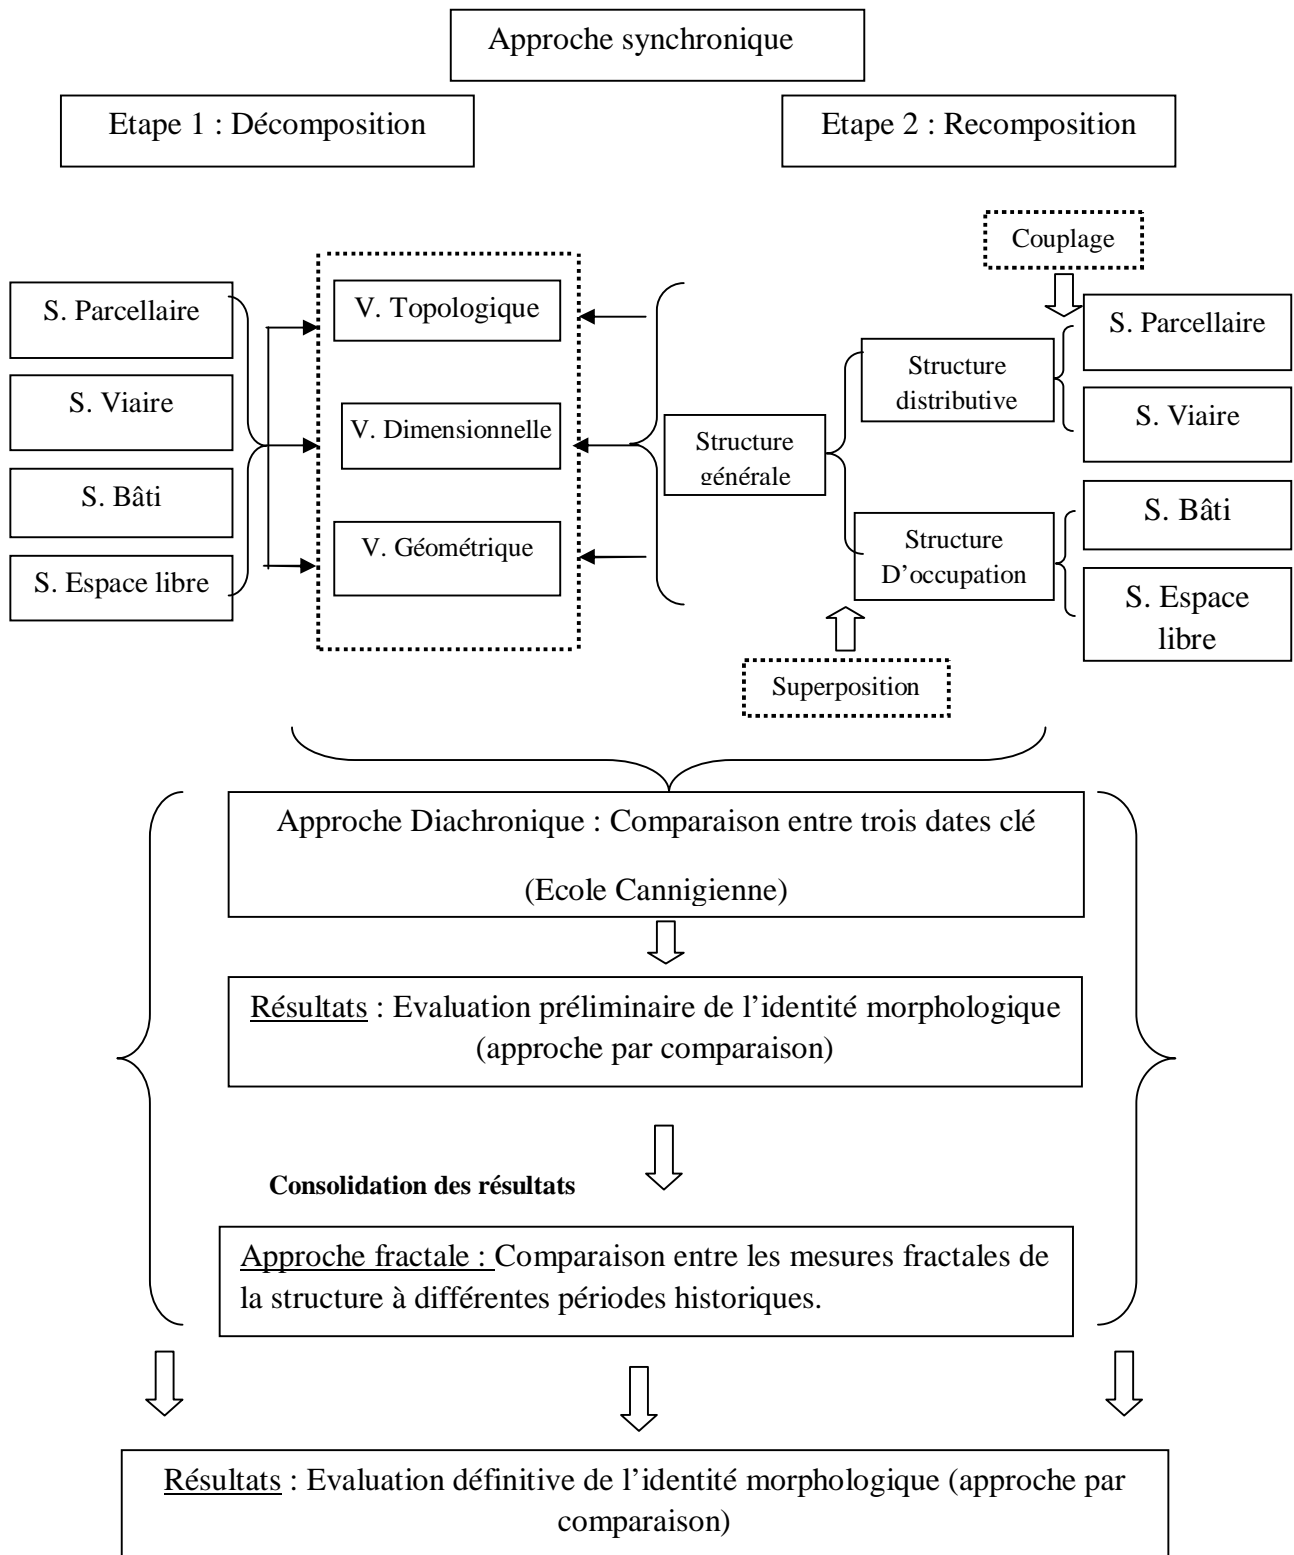 Approche synchronique
Etape 1 : Décomposition
Etape 2 : Recomposition
S. Parcellaire
S. Viaire
S. Bâti
S. Espace libre
V. Topologique
V. Dimensionnelle
V. Géométrique
Structure
générale
Structure
distributive
Structure
D’occupation
Couplage
S. Parcellaire
S. Viaire
S. Bâti
S. Espace
libre
Superposition
Approche Diachronique : Comparaison entre trois dates clé
(Ecole Cannigienne)
Résultats : Evaluation préliminaire de l’identité morphologique
(approche par comparaison)
Consolidation des résultats
Approche fractale : Comparaison entre les mesures fractales de
la structure à différentes périodes historiques.
Résultats : Evaluation définitive de l’identité morphologique (approche par
comparaison)